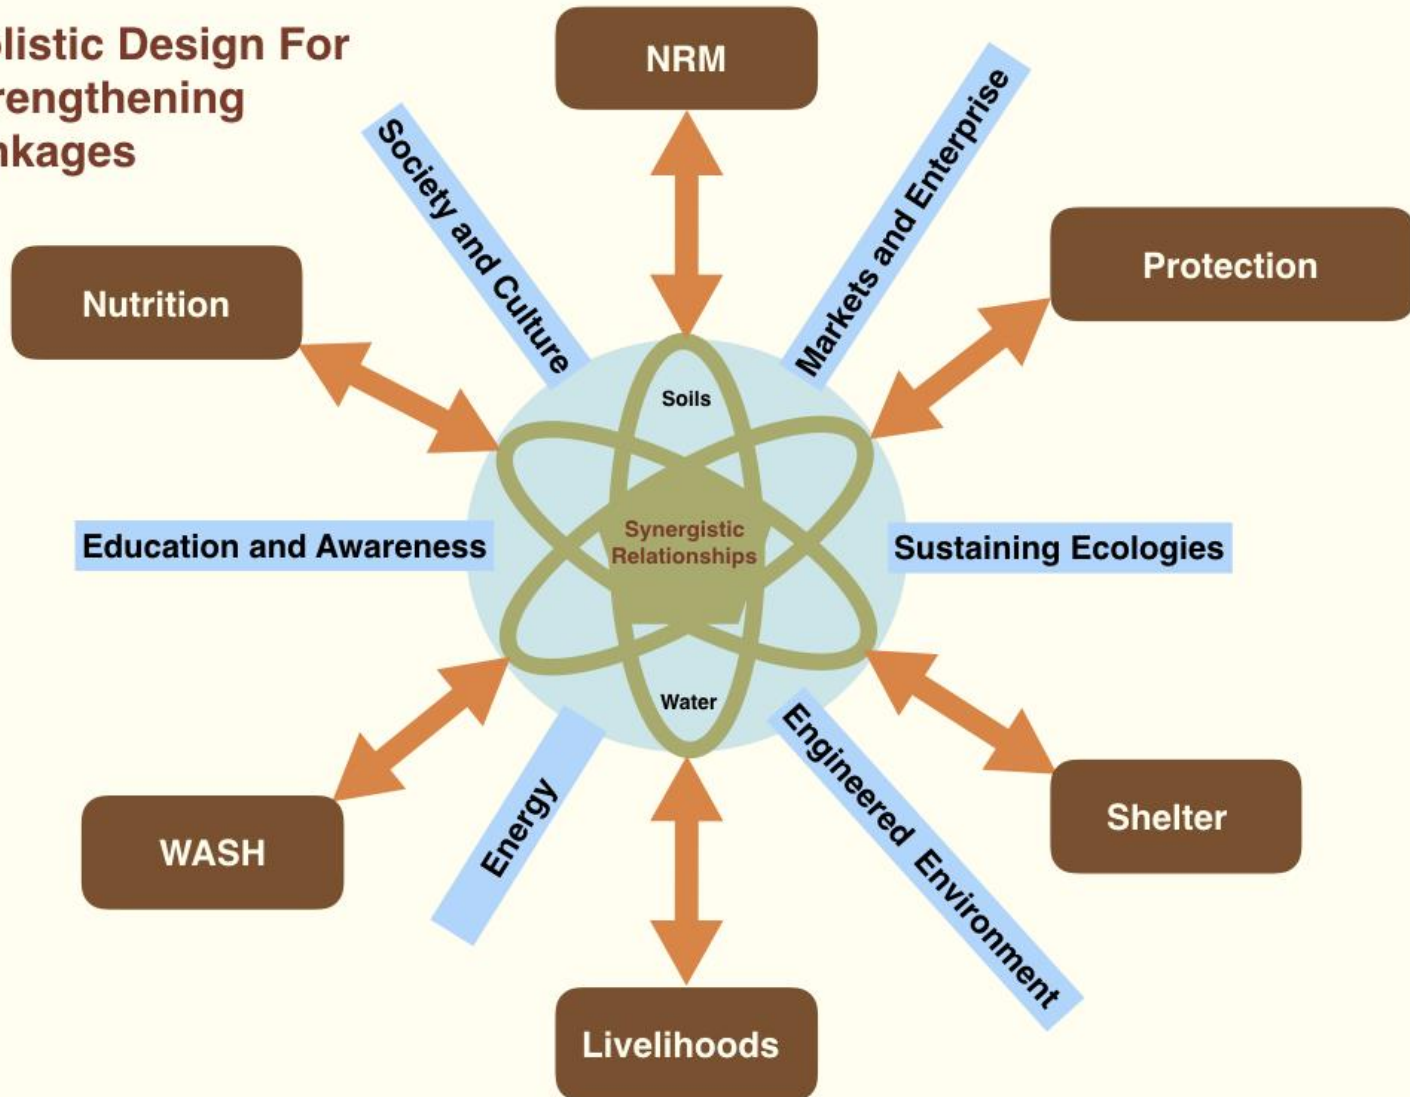 olistic Design For
rengthening
nkages
NRM
Society and Culture
Markets and Enterprise
Protection
Nutrition
Soils
Synergistic
Relationships
Education and Awareness
Sustaining Ecologies
Water
Energy
Engineered Environment
Shelter
WASH
Livelihoods